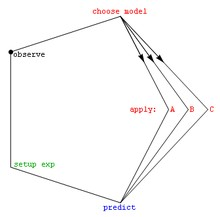 choose model
observe
apply: A B C
setup exp
predict